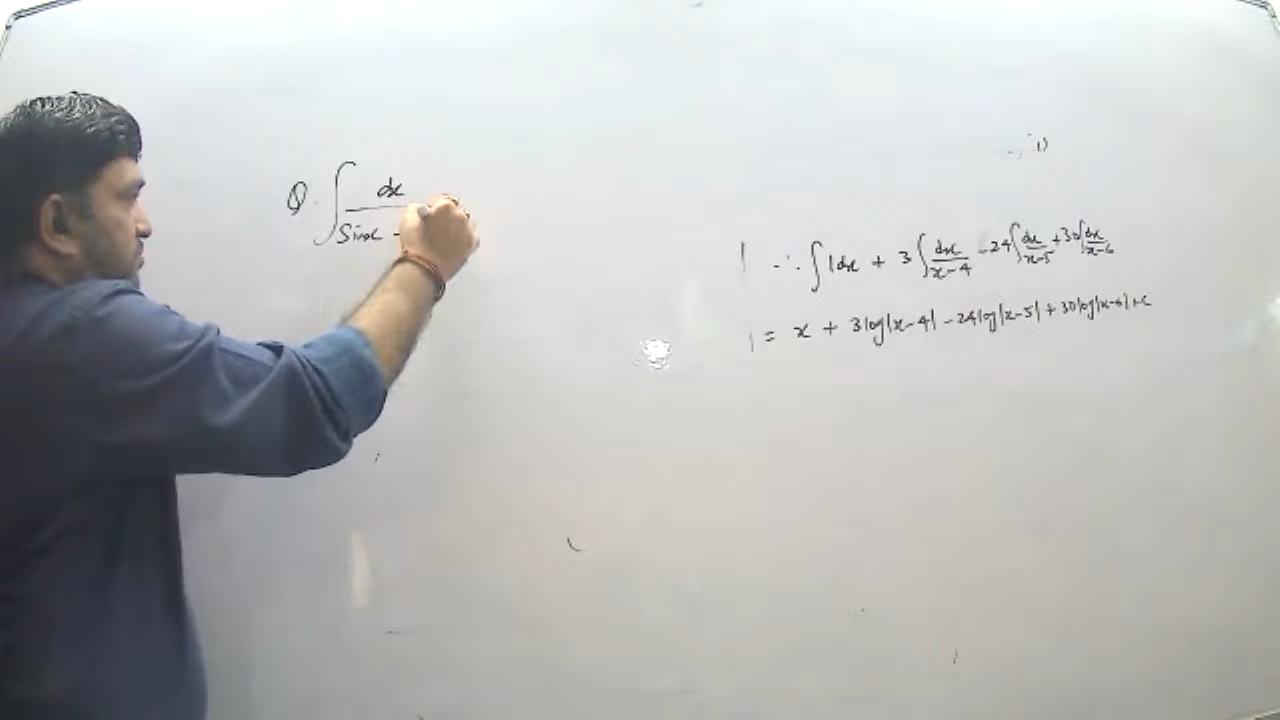 Q. ∫ dx
Sinx -
∴ ∫1dx + 3∫dx/x-4 -24∫dx/x-5 +30∫dx/x-6
= x + 3log|x-4| -24log|x-5| +30log|x-6| +c